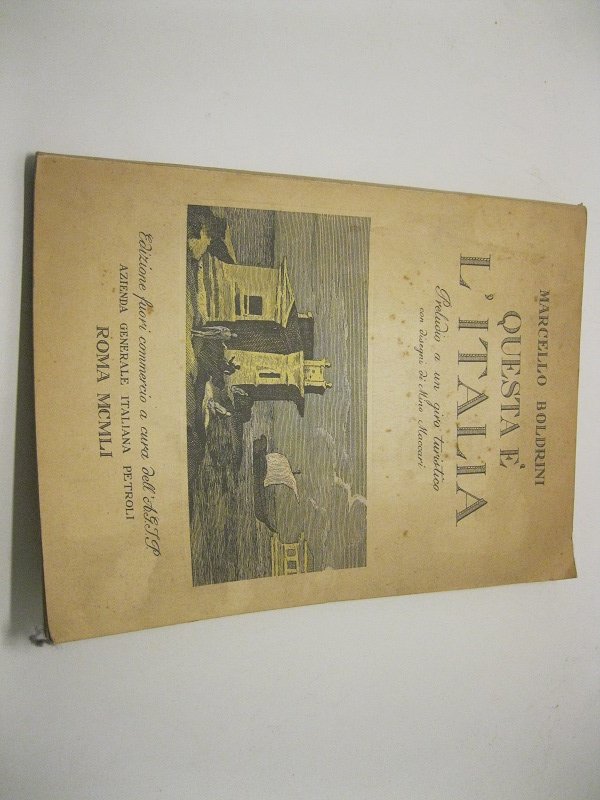 MARCELLO BOLDRINI
QUESTA E'
L'ITALIA
Preludio a un giro turistico
con disegni di Mino Maccari
Edizione fuori commercio a cura dell'AGIP
AZIENDA GENERALE ITALIANA PETROLI
ROMA MCMLI